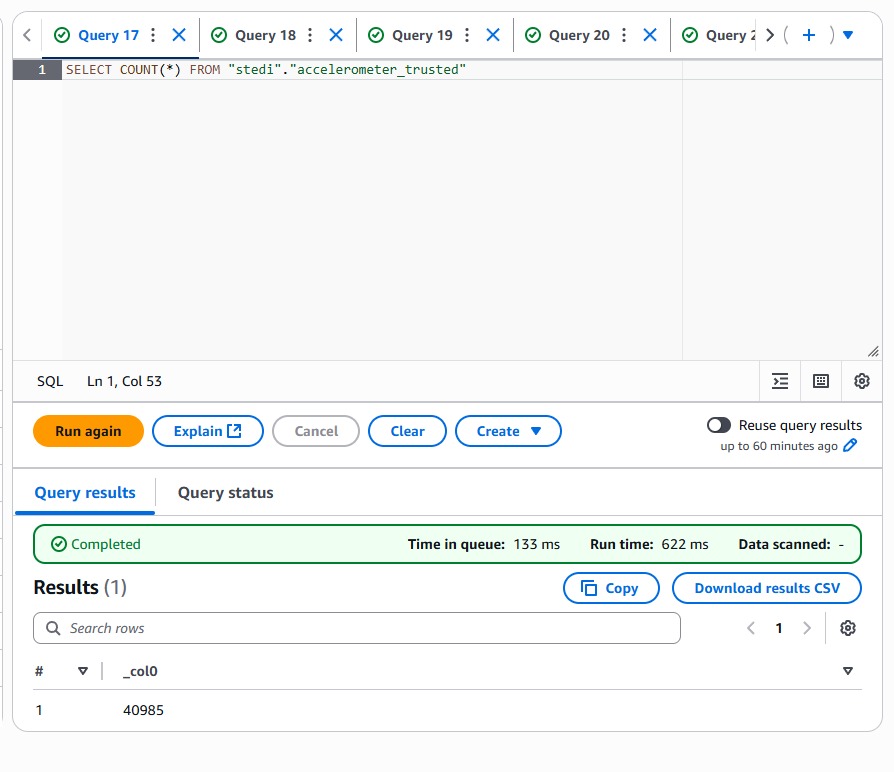 Query 17 Query 18 Query 19 Query 20 Query 2
1 SELECT COUNT(*) FROM "stedi"."accelerometer_trusted"
SQL Ln 1, Col 53
Run again Explain Cancel Clear Create Reuse query results
up to 60 minutes ago
Query results Query status
Completed Time in queue: 133 ms Run time: 622 ms Data scanned: -
Results (1) Copy Download results CSV
Search rows 1
# _col0
1 40985